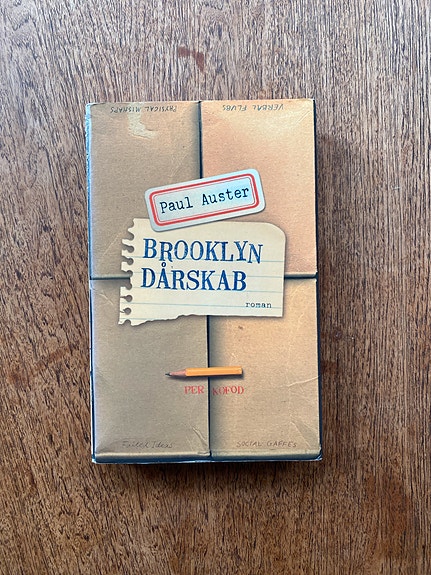 PHYSICAL MISHAPS
VERBAL FLUBS
Paul Auster
BROOKLYN
DÅRSKAB
roman
PER KOFOD
Failed Ideas
SOCIAL GAFFES